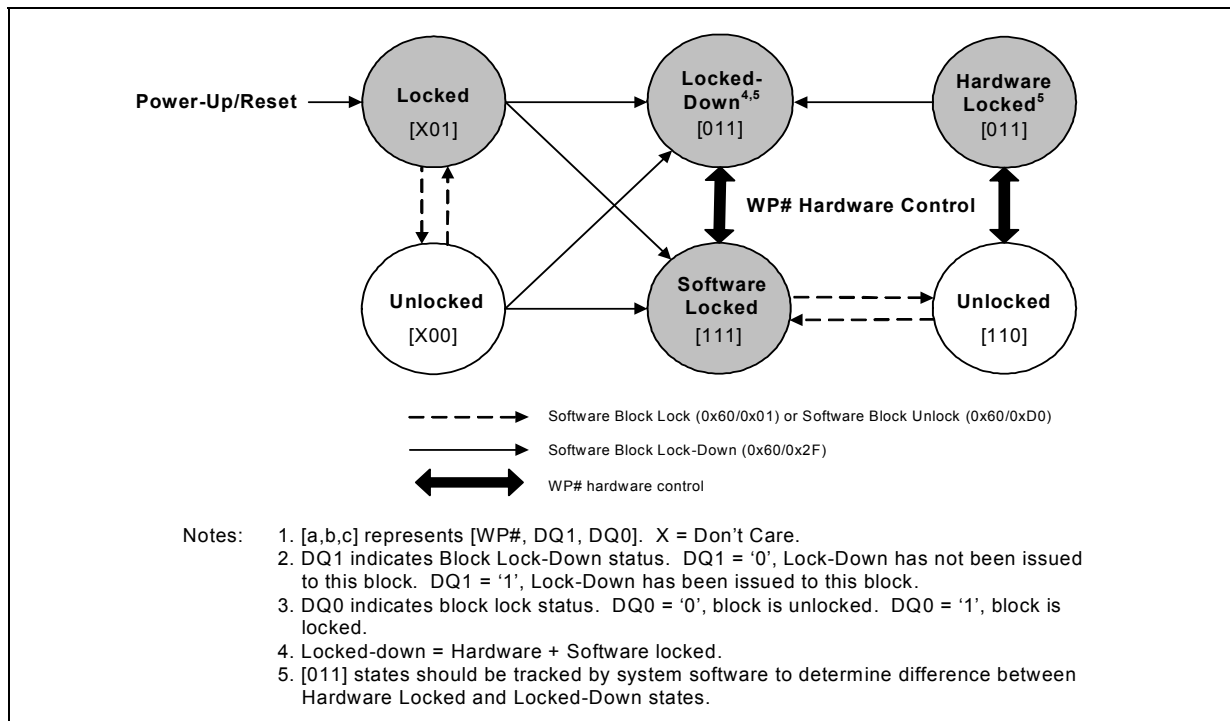 Power-Up/Reset
Locked
[X01]
Locked-
Down4,5
[011]
Hardware
Locked5
[011]
WP# Hardware Control
Unlocked
[X00]
Software
Locked
[111]
Unlocked
[110]
Software Block Lock (0x60/0x01) or Software Block Unlock (0x60/0xD0)
Software Block Lock-Down (0x60/0x2F)
WP# hardware control
Notes: 1. [a,b,c] represents [WP#, DQ1, DQ0]. X = Don't Care.
2. DQ1 indicates Block Lock-Down status. DQ1 = '0', Lock-Down has not been issued
to this block. DQ1 = '1', Lock-Down has been issued to this block.
3. DQ0 indicates block lock status. DQ0 = '0', block is unlocked. DQ0 = '1', block is
locked.
4. Locked-down = Hardware + Software locked.
5. [011] states should be tracked by system software to determine difference between
Hardware Locked and Locked-Down states.